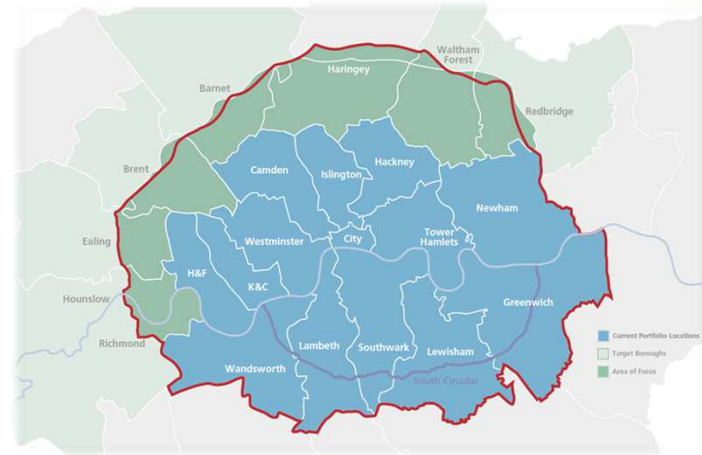 Waltham
Forest
Haringey
Barnet
Redbridge
Brent
Camden
Islington
Hackney
Newham
Westminster
City
Tower
Hamlets
Ealing
H&F
K&C
Hounslow
Greenwich
Richmond
Lambeth
Southwark
Lewisham
Wandsworth
South Circular
Current Portfolio Locations
Target Boroughs
Area of Focus